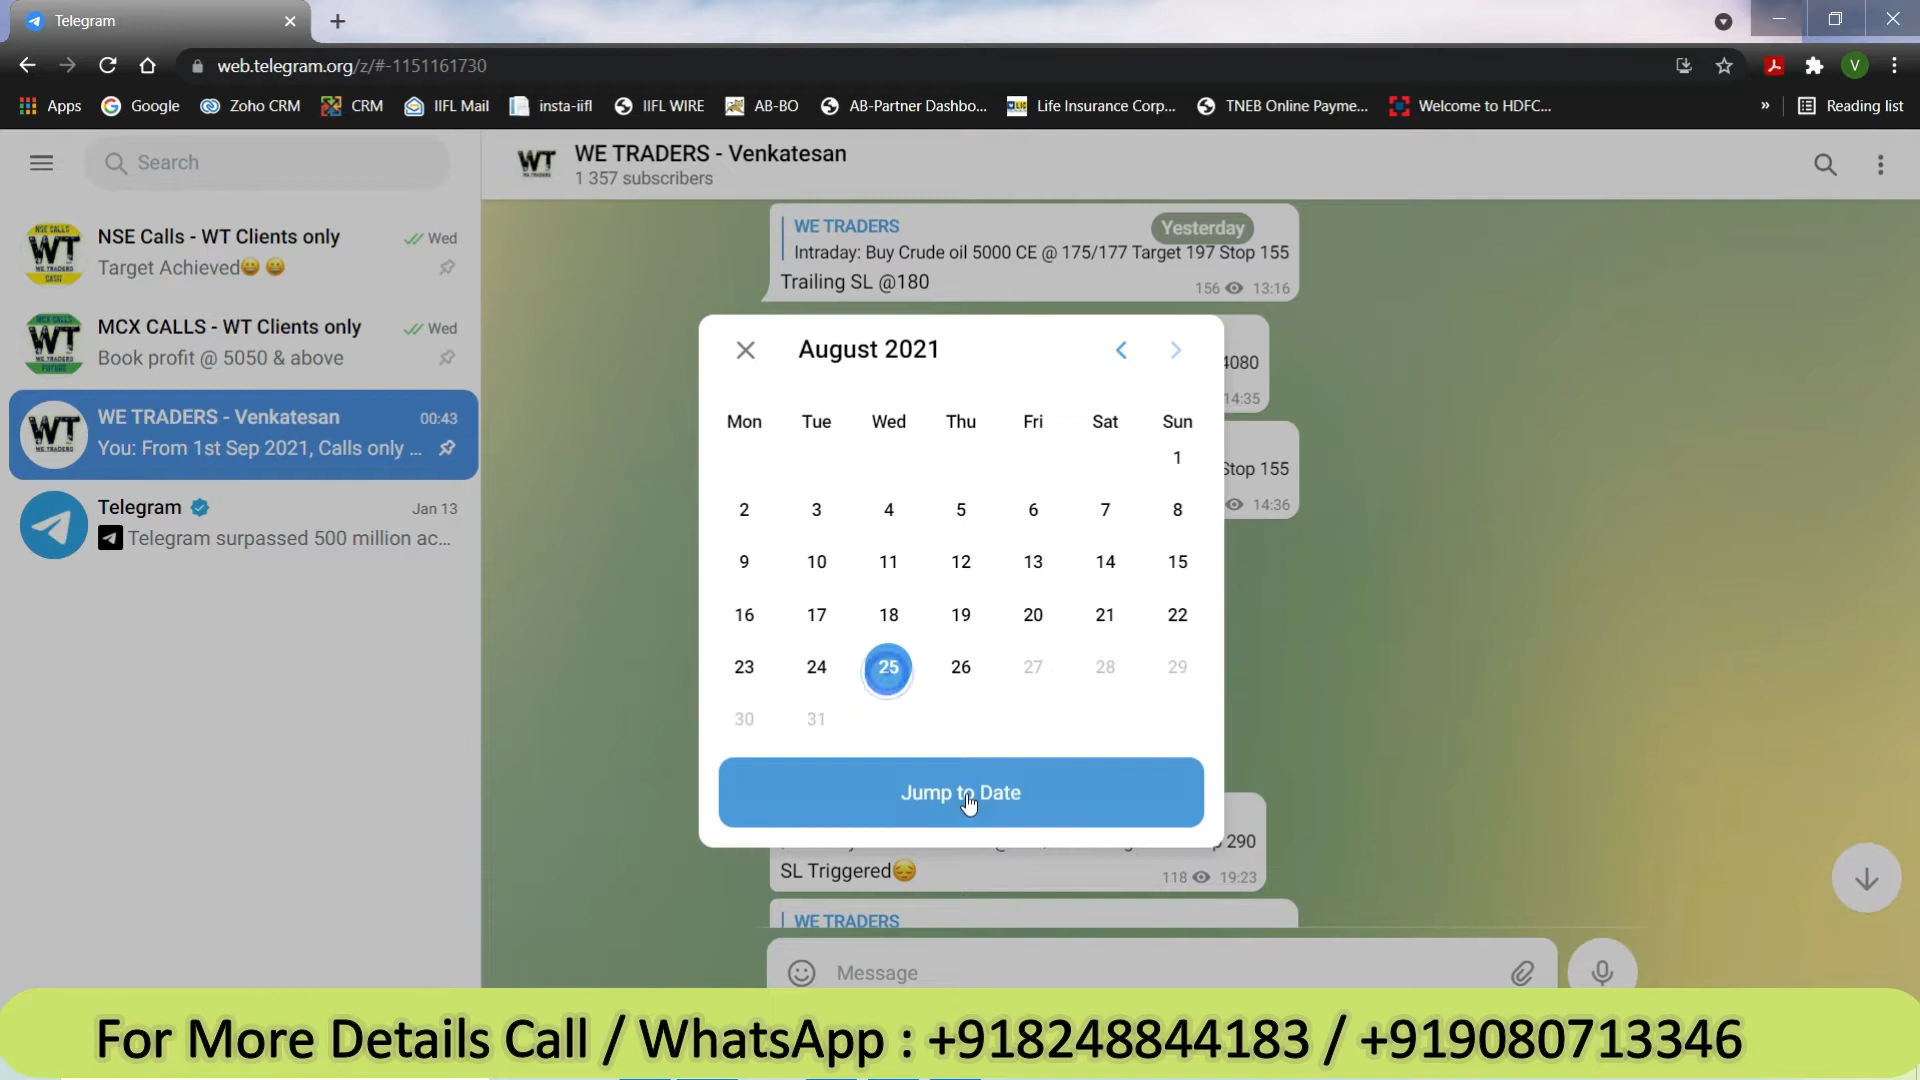 Telegram
web.telegram.org/z/#-1151161730
Apps Google Zoho CRM CRM IIFL Mail insta-iifl IIFL WIRE AB-BO AB-Partner Dashbo... Life Insurance Corp... TNEB Online Payme... Welcome to HDFC... » Reading list
V
Search
WT
WE TRADERS - Venkatesan
1 357 subscribers
NSE Calls - WT Clients only Wed
Target Achieved😀 😀
MCX CALLS - WT Clients only Wed
Book profit @ 5050 & above
WE TRADERS - Venkatesan 00:43
You: From 1st Sep 2021, Calls only ...
Telegram Jan 13
Telegram surpassed 500 million ac...
WE TRADERS
Yesterday
Intraday: Buy Crude oil 5000 CE @ 175/177 Target 197 Stop 155
Trailing SL @180
156 13:16
4080
14:35
Stop 155
14:36
August 2021
Mon Tue Wed Thu Fri Sat Sun
1
2 3 4 5 6 7 8
9 10 11 12 13 14 15
16 17 18 19 20 21 22
23 24 25 26 27 28 29
30 31
Jump to Date
290
SL Triggered😔
118 19:23
WE TRADERS
Message
For More Details Call / WhatsApp : +918248844183 / +919080713346